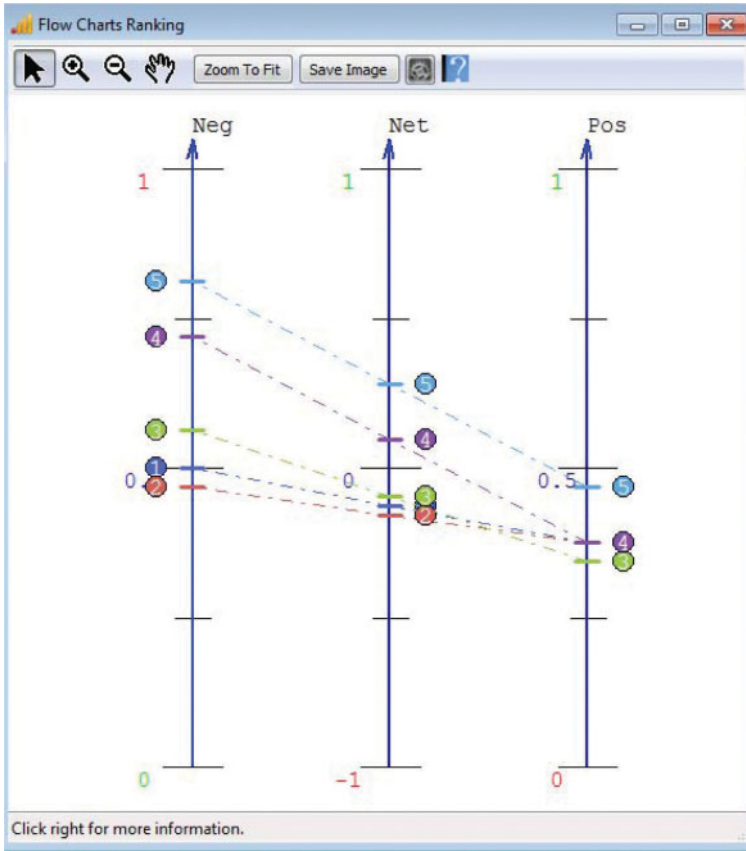 Flow Charts Ranking
Zoom To Fit Save Image
Neg Net Pos
1 1 1
5
4 5
3 4
1
0. 0 0.5
2 3 5
2 4
3
0 -1 0
Click right for more information.